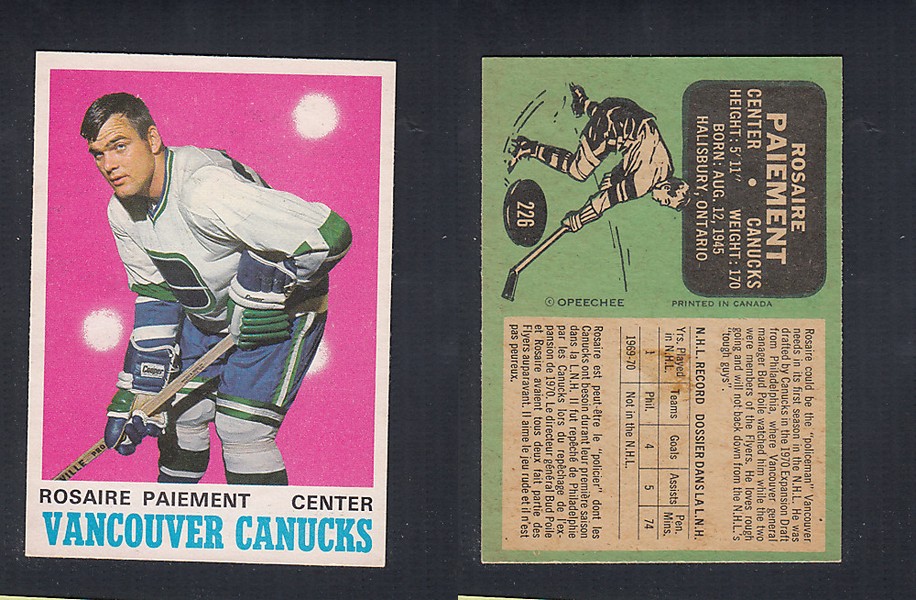 Cooper
Cooper
VILLE PRO
ROSAIRE PAIEMENT CENTER
VANCOUVER CANUCKS
226
ROSAIRE
PAIEMENT
CENTER • CANUCKS
HEIGHT: 5' 11" WEIGHT: 170
BORN: AUG. 12, 1945
HALLSBURY, ONTARIO
© OPEECHEE PRINTED IN CANADA
Rosaire could be the "policeman" Vancouver
needs in its first season in the N.H.L. He was
drafted by Canucks in the 1970 Expansion Draft
from Philadelphia, where Vancouver general
manager Bud Poile watched him while the two
were members of the Flyers. He loves rough
going and will not back down from the N.H.L.'s
"tough guys".
N.H.L. RECORD DOSSIER DANS LA L.N.H.
Yrs. Played in N.H.L. Teams Goals Assists Pen. Mins.
1 Phil. 4 5 74
1969-70 Not in the N.H.L.
Rosaire est peut-être le "policier" dont les
Canucks ont besoin durant leur première saison
dans la L.N.H. Il fut repêché de Philadelphie
par les Canucks lors du repêchage de l'ex-
pansion de 1970. Le directeur général Bud Poile
et Rosaire avaient tous deux fait partie des
Flyers auparavant. Il aime le jeu rude et il n'est
pas peureux.